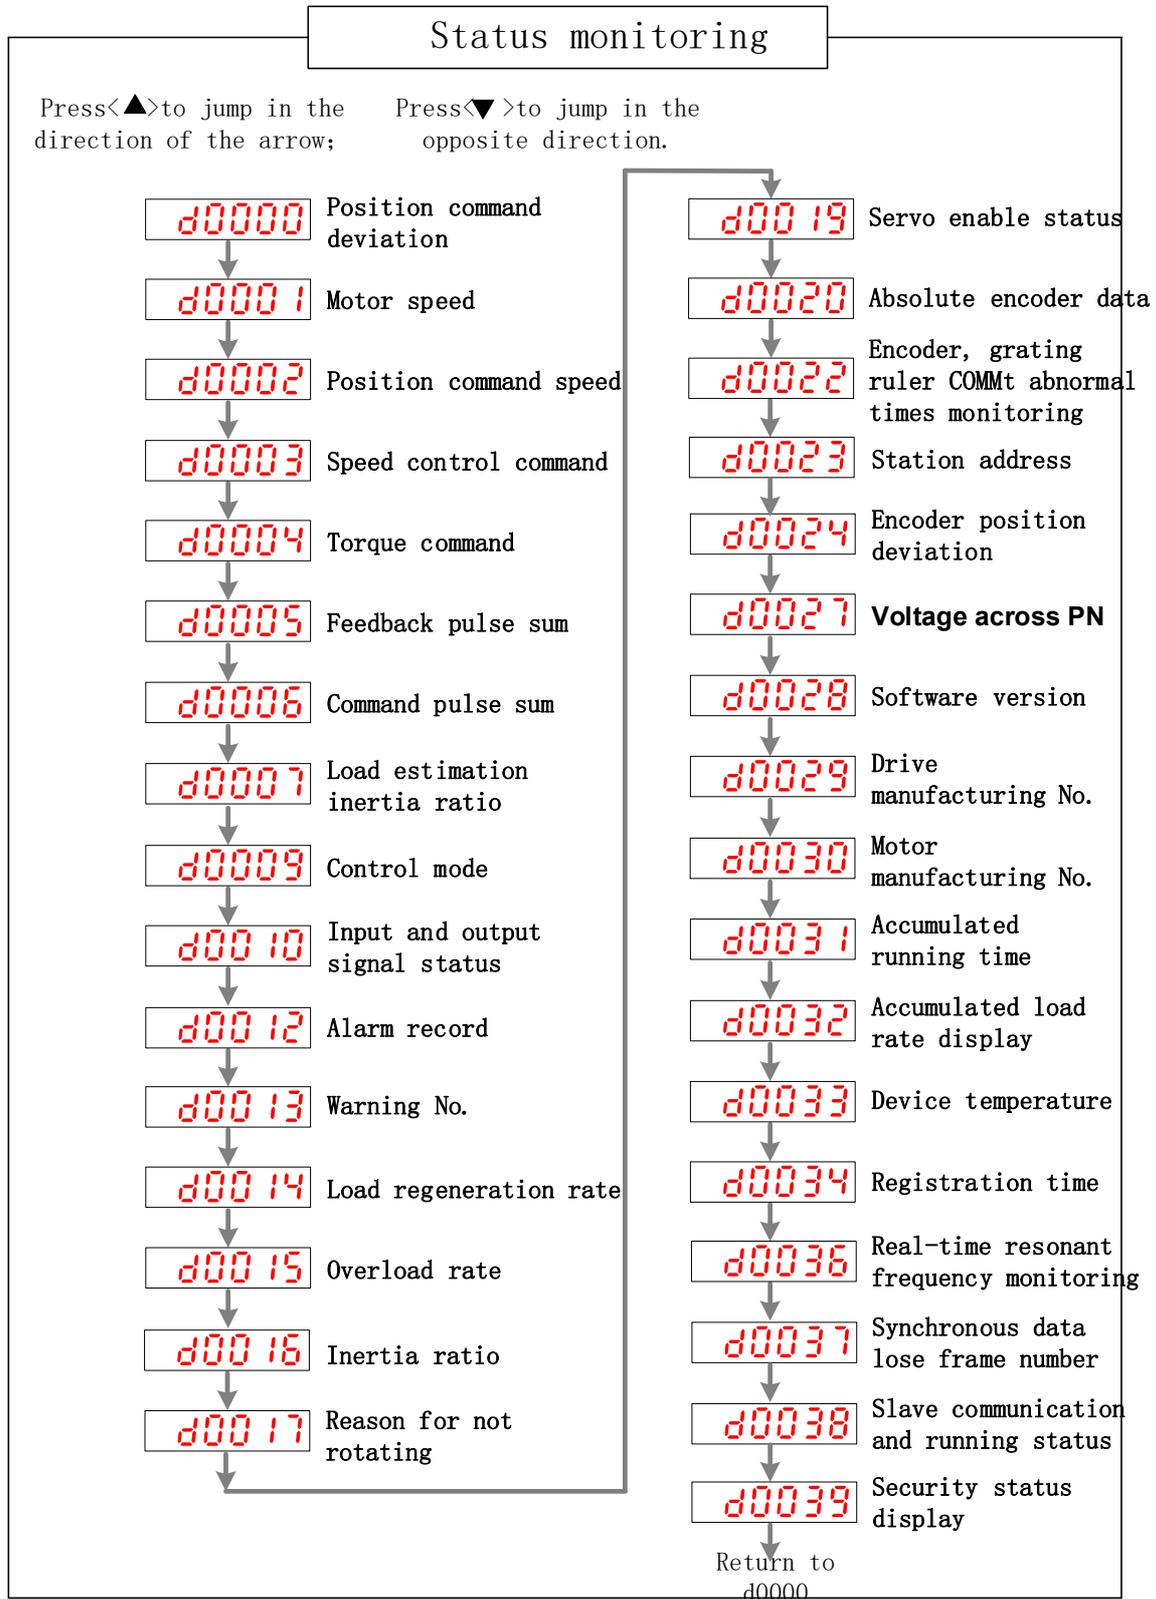 Status monitoring
Press<▲>to jump in the
direction of the arrow;
Press<▼ >to jump in the
opposite direction.
d0000
Position command
deviation
d0001
Motor speed
d0002
Position command speed
d0003
Speed control command
d0004
Torque command
d0005
Feedback pulse sum
d0006
Command pulse sum
d0007
Load estimation
inertia ratio
d0009
Control mode
d0010
Input and output
signal status
d0012
Alarm record
d0013
Warning No.
d0014
Load regeneration rate
d0015
Overload rate
d0016
Inertia ratio
d0017
Reason for not
rotating
d0019
Servo enable status
d0020
Absolute encoder data
d0022
Encoder, grating
ruler COMMt abnormal
times monitoring
d0023
Station address
d0024
Encoder position
deviation
d0027
Voltage across PN
d0028
Software version
d0029
Drive
manufacturing No.
d0030
Motor
manufacturing No.
d0031
Accumulated
running time
d0032
Accumulated load
rate display
d0033
Device temperature
d0034
Registration time
d0036
Real-time resonant
frequency monitoring
d0037
Synchronous data
lose frame number
d0038
Slave communication
and running status
d0039
Security status
display
Return to
d0000